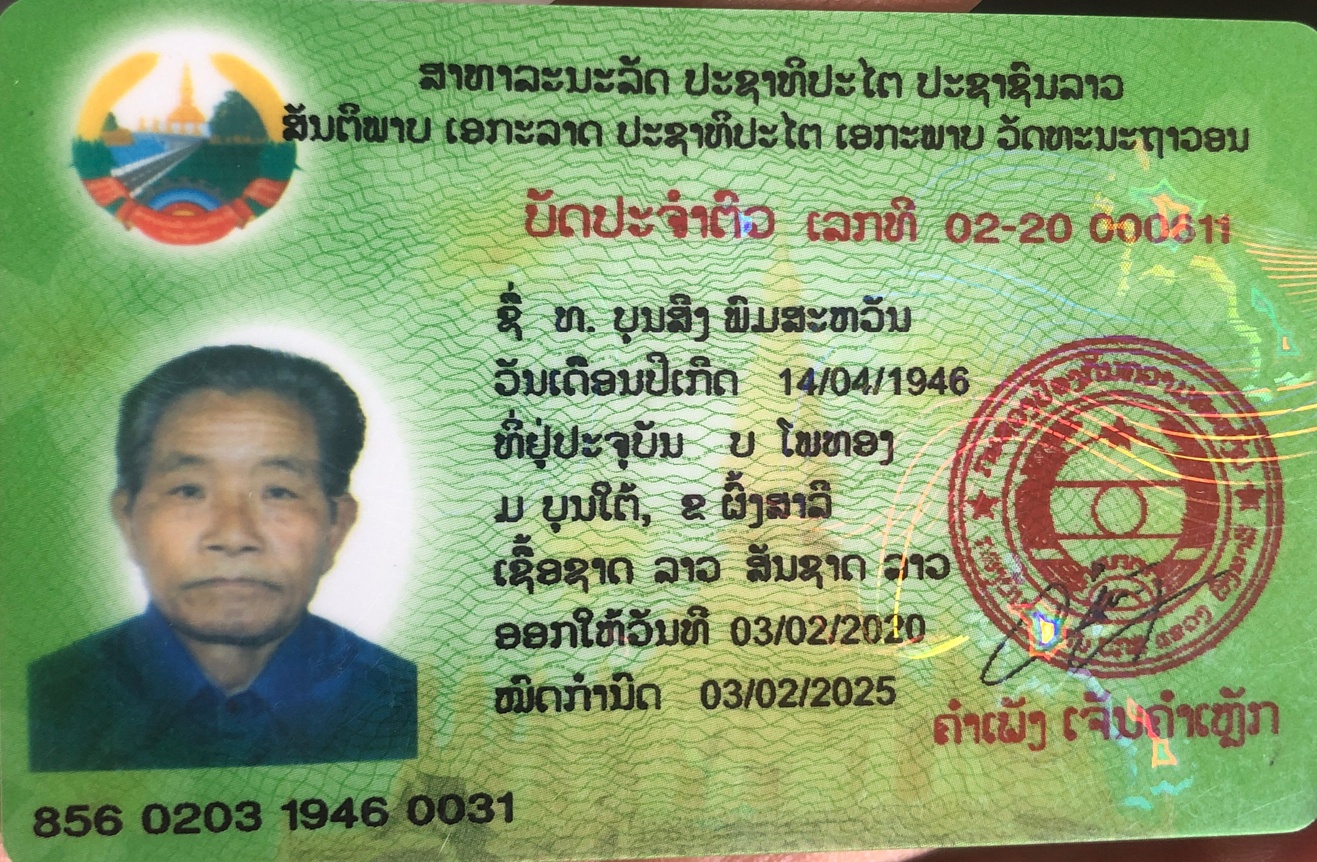 ສາທາລະນະລັດ ປະຊາທິປະໄຕ ປະຊາຊົນລາວ
ສັນຕິພາບ ເອກະລາດ ປະຊາທິປະໄຕ ເອກະພາບ ວັດທະນະຖາວອນ
ບັດປະຈຳຕົວ ເລກທີ 02-20 000611
ຊື່ ທ. ບຸນສິງ ພິມສະຫວັນ
ວັນເດືອນປີເກີດ 14/04/1946
ທີ່ຢູ່ປະຈຸບັນ ບ ໂພທອງ
ມ ບຸນໃຕ້, ຂ ຜົ້ງສາລີ
ເຊື້ອຊາດ ລາວ ສັນຊາດ ລາວ
ອອກໃຫ້ວັນທີ 03/02/2020
ໝົດກຳນົດ 03/02/2025
ຄຳເພັງ ເຈັນຄຳເຫຼັກ
856 0203 1946 0031